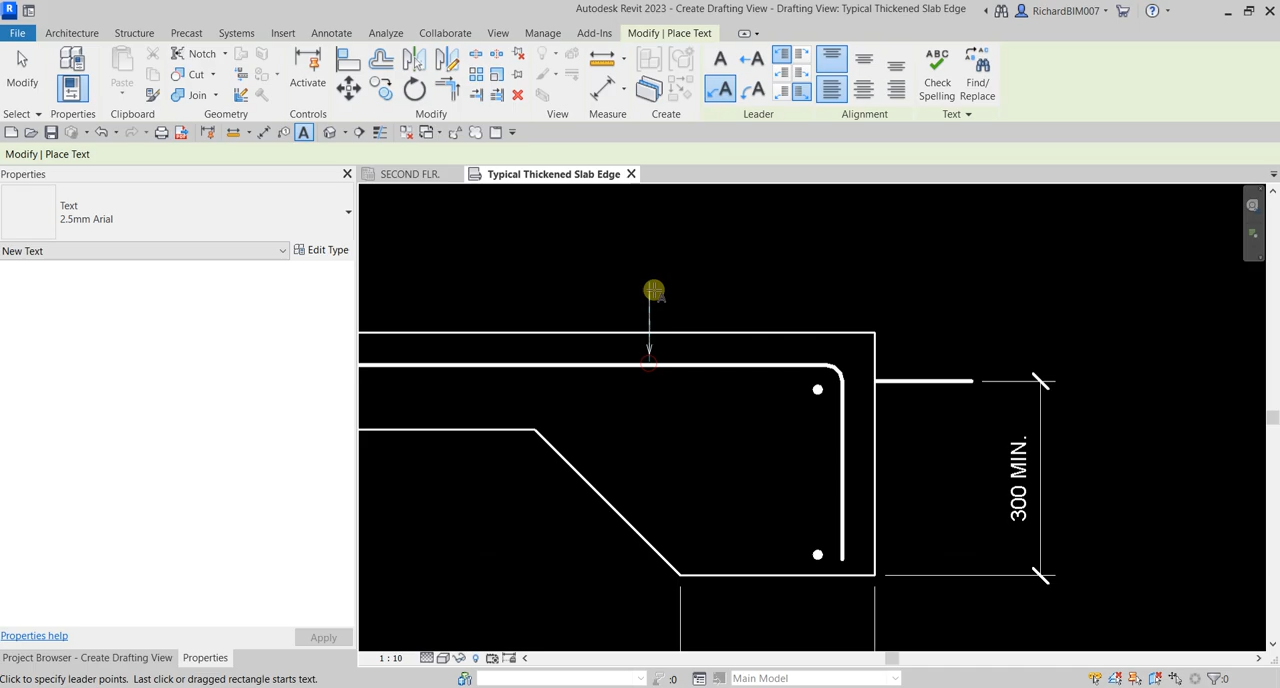 Autodesk Revit 2023 - Create Drafting View - Drafting View: Typical Thickened Slab Edge
RichardBIM007
File
Architecture
Structure
Precast
Systems
Insert
Annotate
Analyze
Collaborate
View
Manage
Add-Ins
Modify | Place Text
Modify
Paste
Notch
Cut
Join
Activate
ABC
Check
Spelling
Find/
Replace
Select
Properties
Clipboard
Geometry
Controls
Modify
View
Measure
Create
Leader
Alignment
Text
Modify | Place Text
Properties
SECOND FLR.
Typical Thickened Slab Edge
Text
2.5mm Arial
New Text
Edit Type
300 MIN.
Properties help
Apply
Project Browser - Create Drafting View
Properties
1 : 10
Click to specify leader points. Last click or dragged rectangle starts text.
:0
Main Model
:0